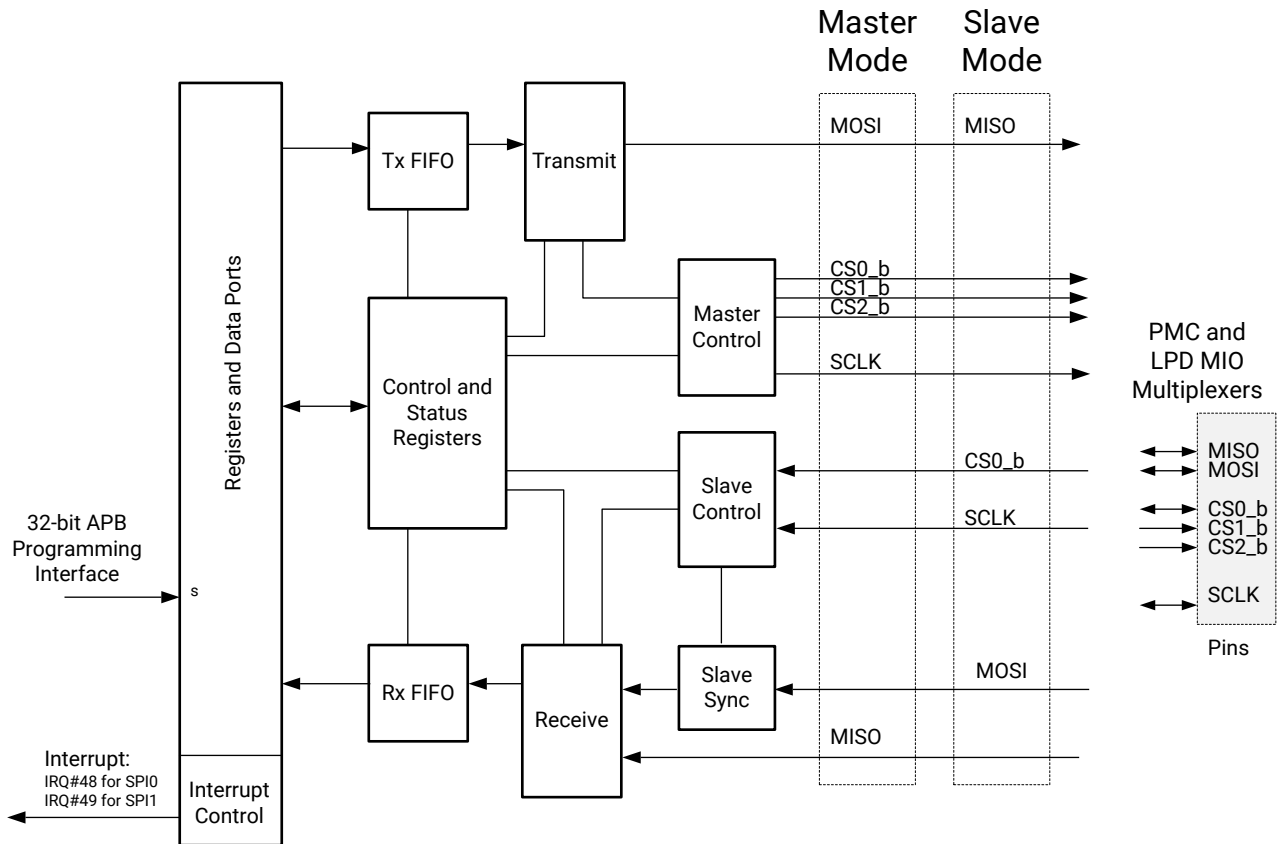 Master
Mode
Slave
Mode
MOSI
MISO
Tx FIFO
Transmit
Registers and Data Ports
CS0_b
CS1_b
CS2_b
Master
Control
SCLK
PMC and
LPD MIO
Multiplexers
Control and
Status
Registers
CS0_b
Slave
Control
SCLK
MISO
MOSI
CS0_b
CS1_b
CS2_b
SCLK
Pins
32-bit APB
Programming
Interface
s
Rx FIFO
Receive
Slave
Sync
MOSI
MISO
Interrupt:
IRQ#48 for SPI0
IRQ#49 for SPI1
Interrupt
Control